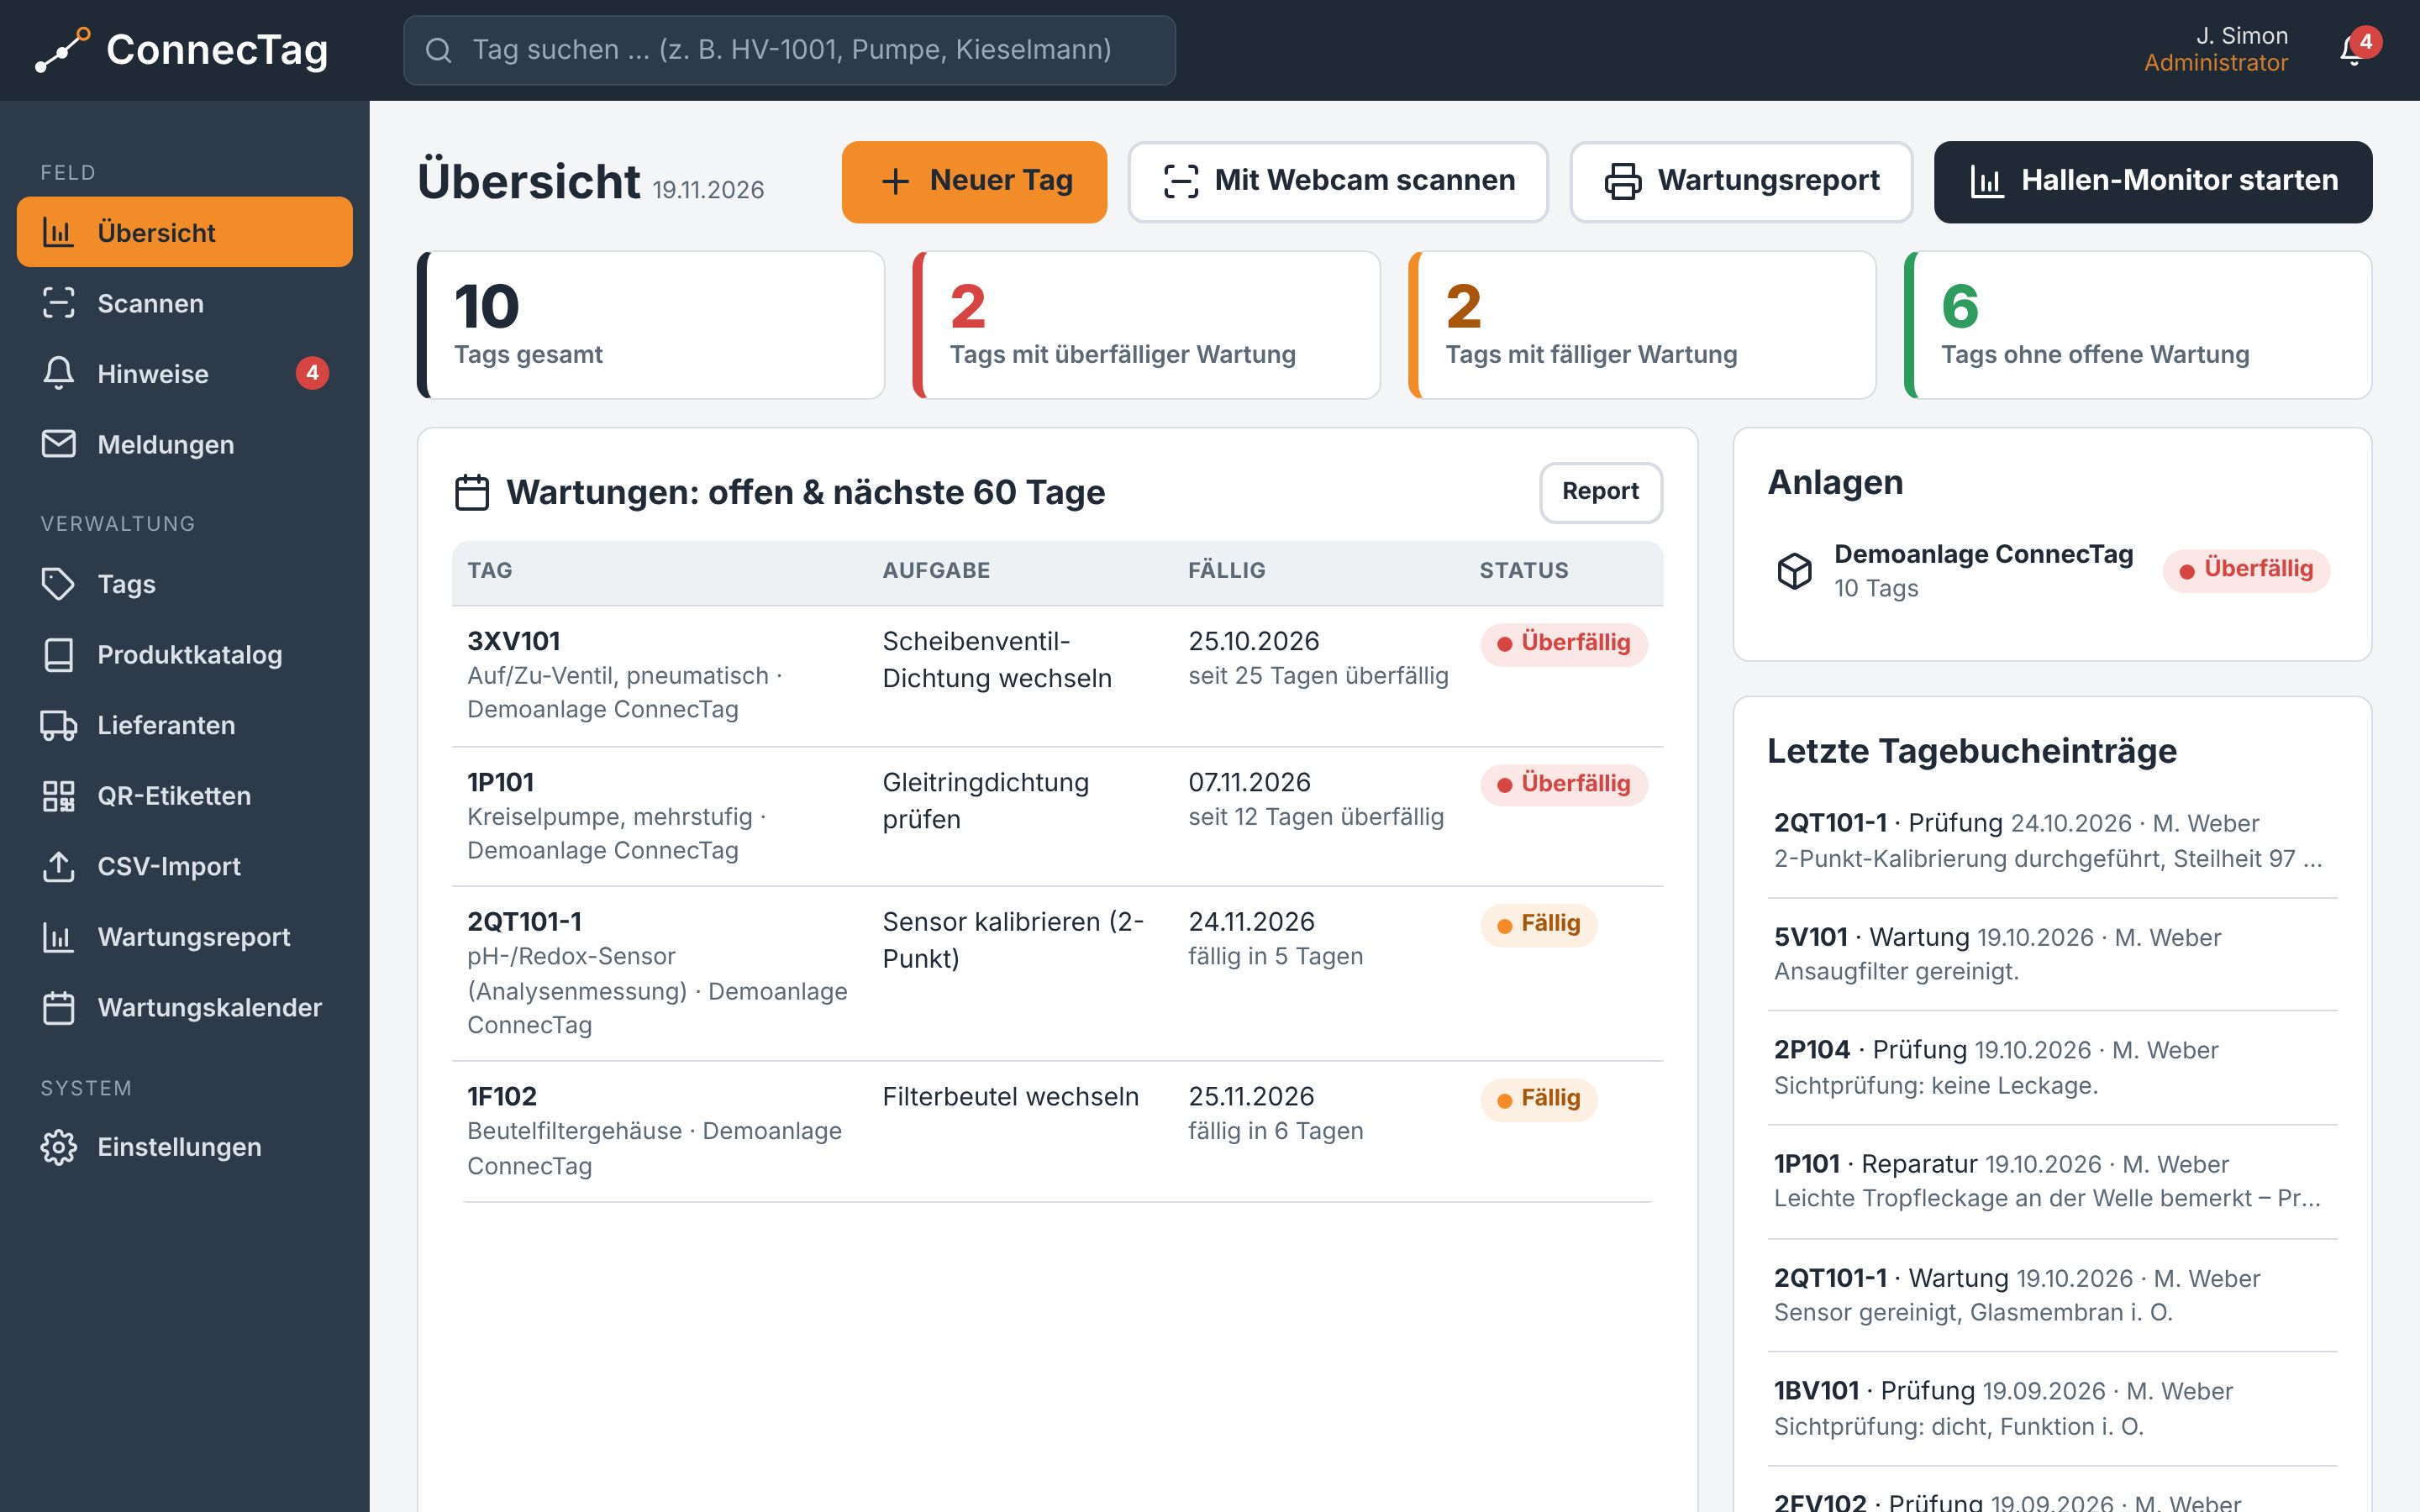 ConnecTag
Tag suchen ... (z. B. HV-1001, Pumpe, Kieselmann)
J. Simon
Administrator
4
FELD
Übersicht
Scannen
Hinweise 4
Meldungen
VERWALTUNG
Tags
Produktkatalog
Lieferanten
QR-Etiketten
CSV-Import
Wartungsreport
Wartungskalender
SYSTEM
Einstellungen
Übersicht 19.11.2026
Neuer Tag
Mit Webcam scannen
Wartungsreport
Hallen-Monitor starten
10
Tags gesamt
2
Tags mit überfälliger Wartung
2
Tags mit fälliger Wartung
6
Tags ohne offene Wartung
Wartungen: offen & nächste 60 Tage
Report
TAG AUFGABE FÄLLIG STATUS
3XV101
Auf/Zu-Ventil, pneumatisch ·
Demoanlage ConnecTag
Scheibenventil-
Dichtung wechseln
25.10.2026
seit 25 Tagen überfällig
Überfällig
1P101
Kreiselpumpe, mehrstufig ·
Demoanlage ConnecTag
Gleitringdichtung
prüfen
07.11.2026
seit 12 Tagen überfällig
Überfällig
2QT101-1
pH-/Redox-Sensor
(Analysenmessung) · Demoanlage
ConnecTag
Sensor kalibrieren (2-
Punkt)
24.11.2026
fällig in 5 Tagen
Fällig
1F102
Beutelfiltergehäuse · Demoanlage
ConnecTag
Filterbeutel wechseln
25.11.2026
fällig in 6 Tagen
Fällig
Anlagen
Demoanlage ConnecTag
10 Tags
Überfällig
Letzte Tagebucheinträge
2QT101-1 · Prüfung 24.10.2026 · M. Weber
2-Punkt-Kalibrierung durchgeführt, Steilheit 97 ...
5V101 · Wartung 19.10.2026 · M. Weber
Ansaugfilter gereinigt.
2P104 · Prüfung 19.10.2026 · M. Weber
Sichtprüfung: keine Leckage.
1P101 · Reparatur 19.10.2026 · M. Weber
Leichte Tropfleckage an der Welle bemerkt – Pr...
2QT101-1 · Wartung 19.10.2026 · M. Weber
Sensor gereinigt, Glasmembran i. O.
1BV101 · Prüfung 19.09.2026 · M. Weber
Sichtprüfung: dicht, Funktion i. O.
2FV102 · Prüfung 19.09.2026 · M. Weber